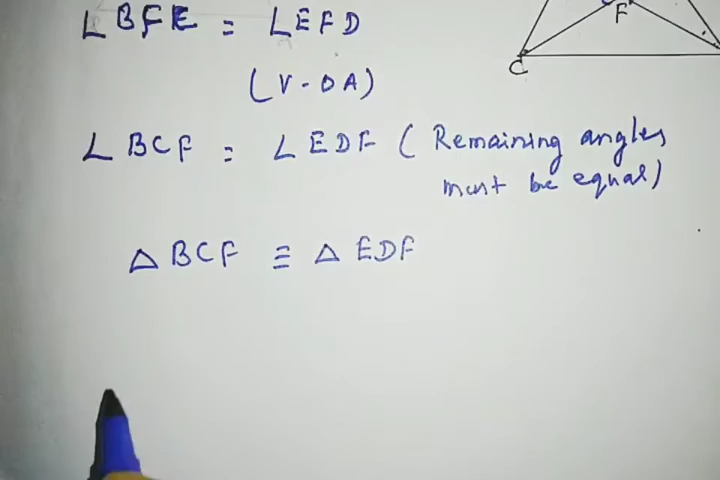 ∠BFE = ∠EFD
(V-OA)
∠BCF = ∠EDF (Remaining angles
must be equal)
△BCF ≡ △EDF
F
C